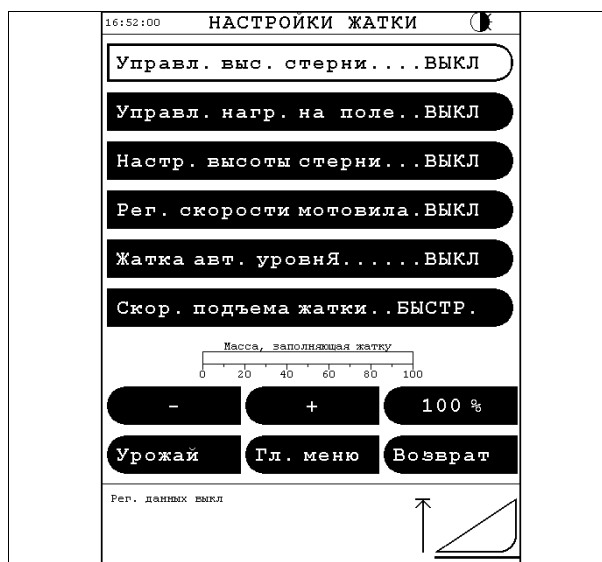 16:52:00 НАСТРОЙКИ ЖАТКИ
Управл. выс. стерни....ВЫКЛ
Управл. нагр. на поле..ВЫКЛ
Настр. высоты стерни...ВЫКЛ
Рег. скорости мотовила.ВЫКЛ
Жатка авт. уровнЯ......ВЫКЛ
Скор. подъема жатки..БЫСТР.
Масса, заполняющая жатку
0 20 40 60 80 100
- + 100 %
Урожай Гл. меню Возврат
Рег. данных выкл